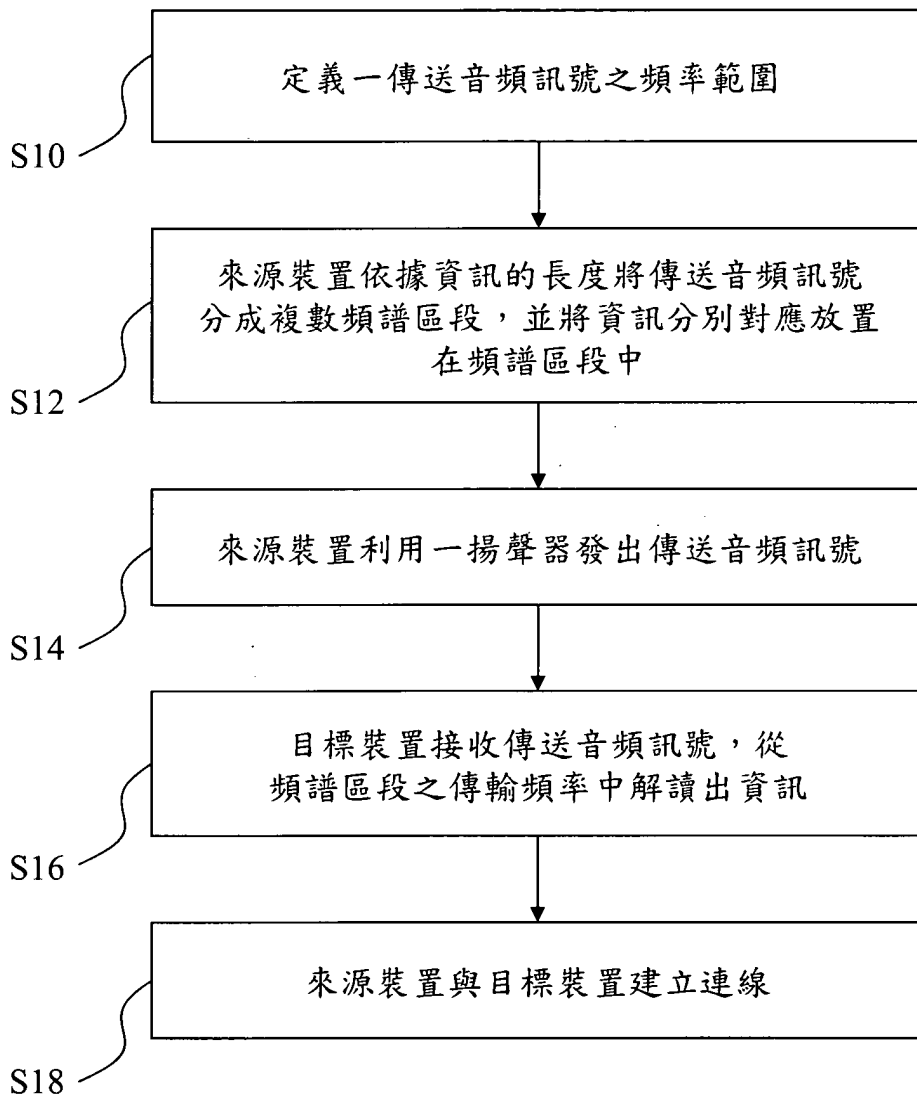 定義一傳送音頻訊號之頻率範圍
S10
來源裝置依據資訊的長度將傳送音頻訊號
分成複數頻譜區段，並將資訊分別對應放置
在頻譜區段中
S12
來源裝置利用一揚聲器發出傳送音頻訊號
S14
目標裝置接收傳送音頻訊號，從
頻譜區段之傳輸頻率中解讀出資訊
S16
來源裝置與目標裝置建立連線
S18